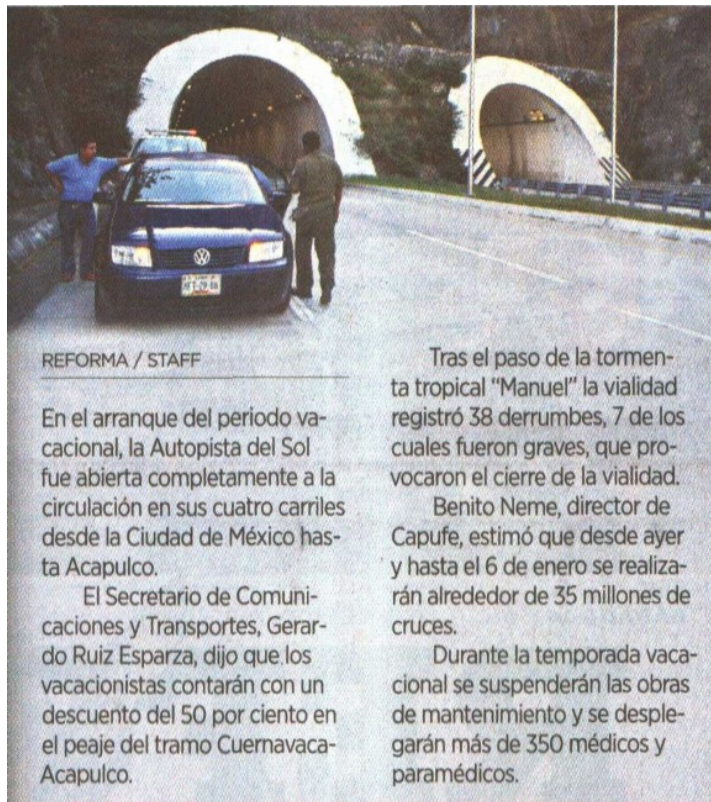 REFORMA / STAFF
En el arranque del periodo va-
cacional, la Autopista del Sol
fue abierta completamente a la
circulación en sus cuatro carriles
desde la Ciudad de México has-
ta Acapulco.
El Secretario de Comuni-
caciones y Transportes, Gerar-
do Ruiz Esparza, dijo que los
vacacionistas contarán con un
descuento del 50 por ciento en
el peaje del tramo Cuernavaca-
Acapulco.
Tras el paso de la tormen-
ta tropical "Manuel" la vialidad
registró 38 derrumbes, 7 de los
cuales fueron graves, que pro-
vocaron el cierre de la vialidad.
Benito Neme, director de
Capufe, estimó que desde ayer
y hasta el 6 de enero se realiza-
rán alrededor de 35 millones de
cruces.
Durante la temporada vaca-
cional se suspenderán las obras
de mantenimiento y se desple-
garán más de 350 médicos y
paramédicos.